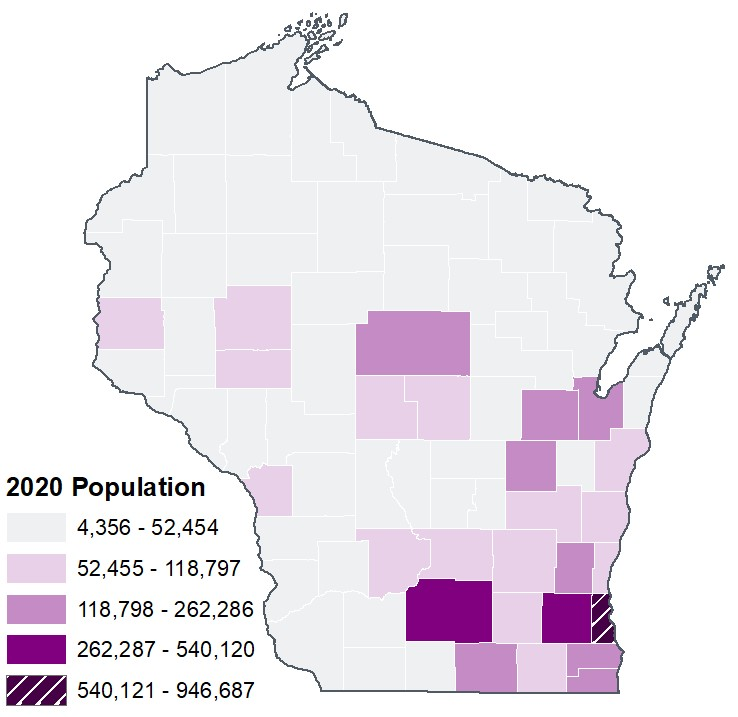 2020 Population
4,356 - 52,454
52,455 - 118,797
118,798 - 262,286
262,287 - 540,120
540,121 - 946,687